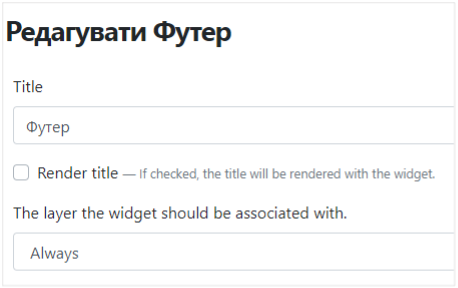 Редагувати Футер
Title
Футер
Render title — If checked, the title will be rendered with the widget.
The layer the widget should be associated with.
Always